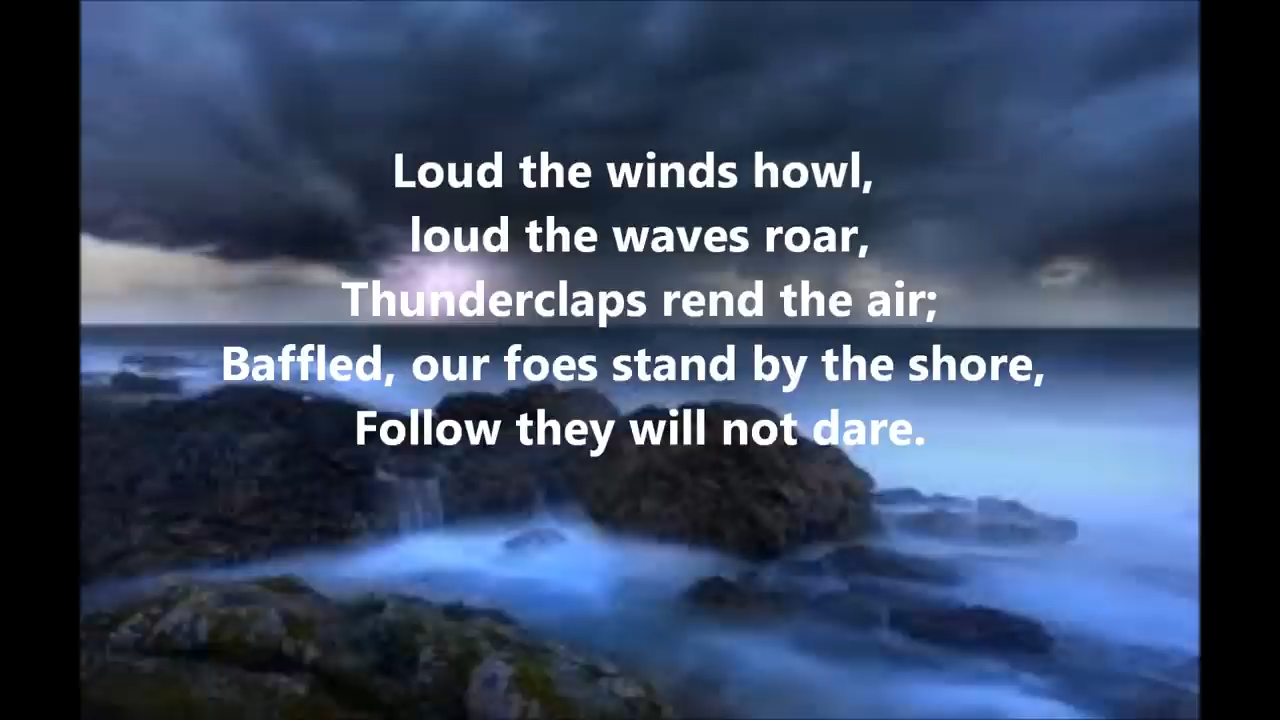 Loud the winds howl,
loud the waves roar,
Thunderclaps rend the air;
Baffled, our foes stand by the shore,
Follow they will not dare.